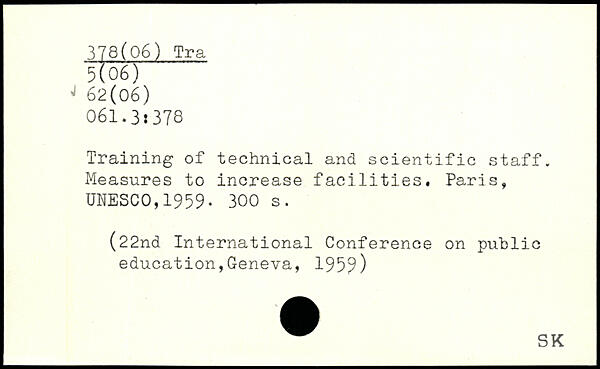 378(06) Tra
5(06)
62(06)
061.3:378
Training of technical and scientific staff.
Measures to increase facilities. Paris,
UNESCO,1959. 300 s.
(22nd International Conference on public
education,Geneva, 1959)
SK